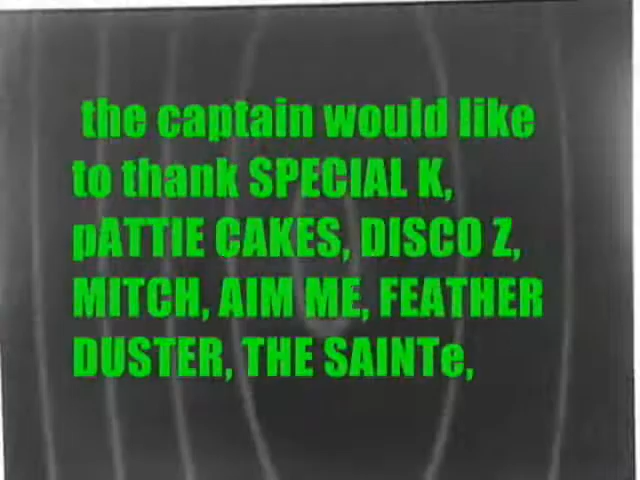 the captain would like
to thank SPECIAL K,
pATTIE CAKES, DISCO Z,
MITCH, AIM ME, FEATHER
DUSTER, THE SAINTe,